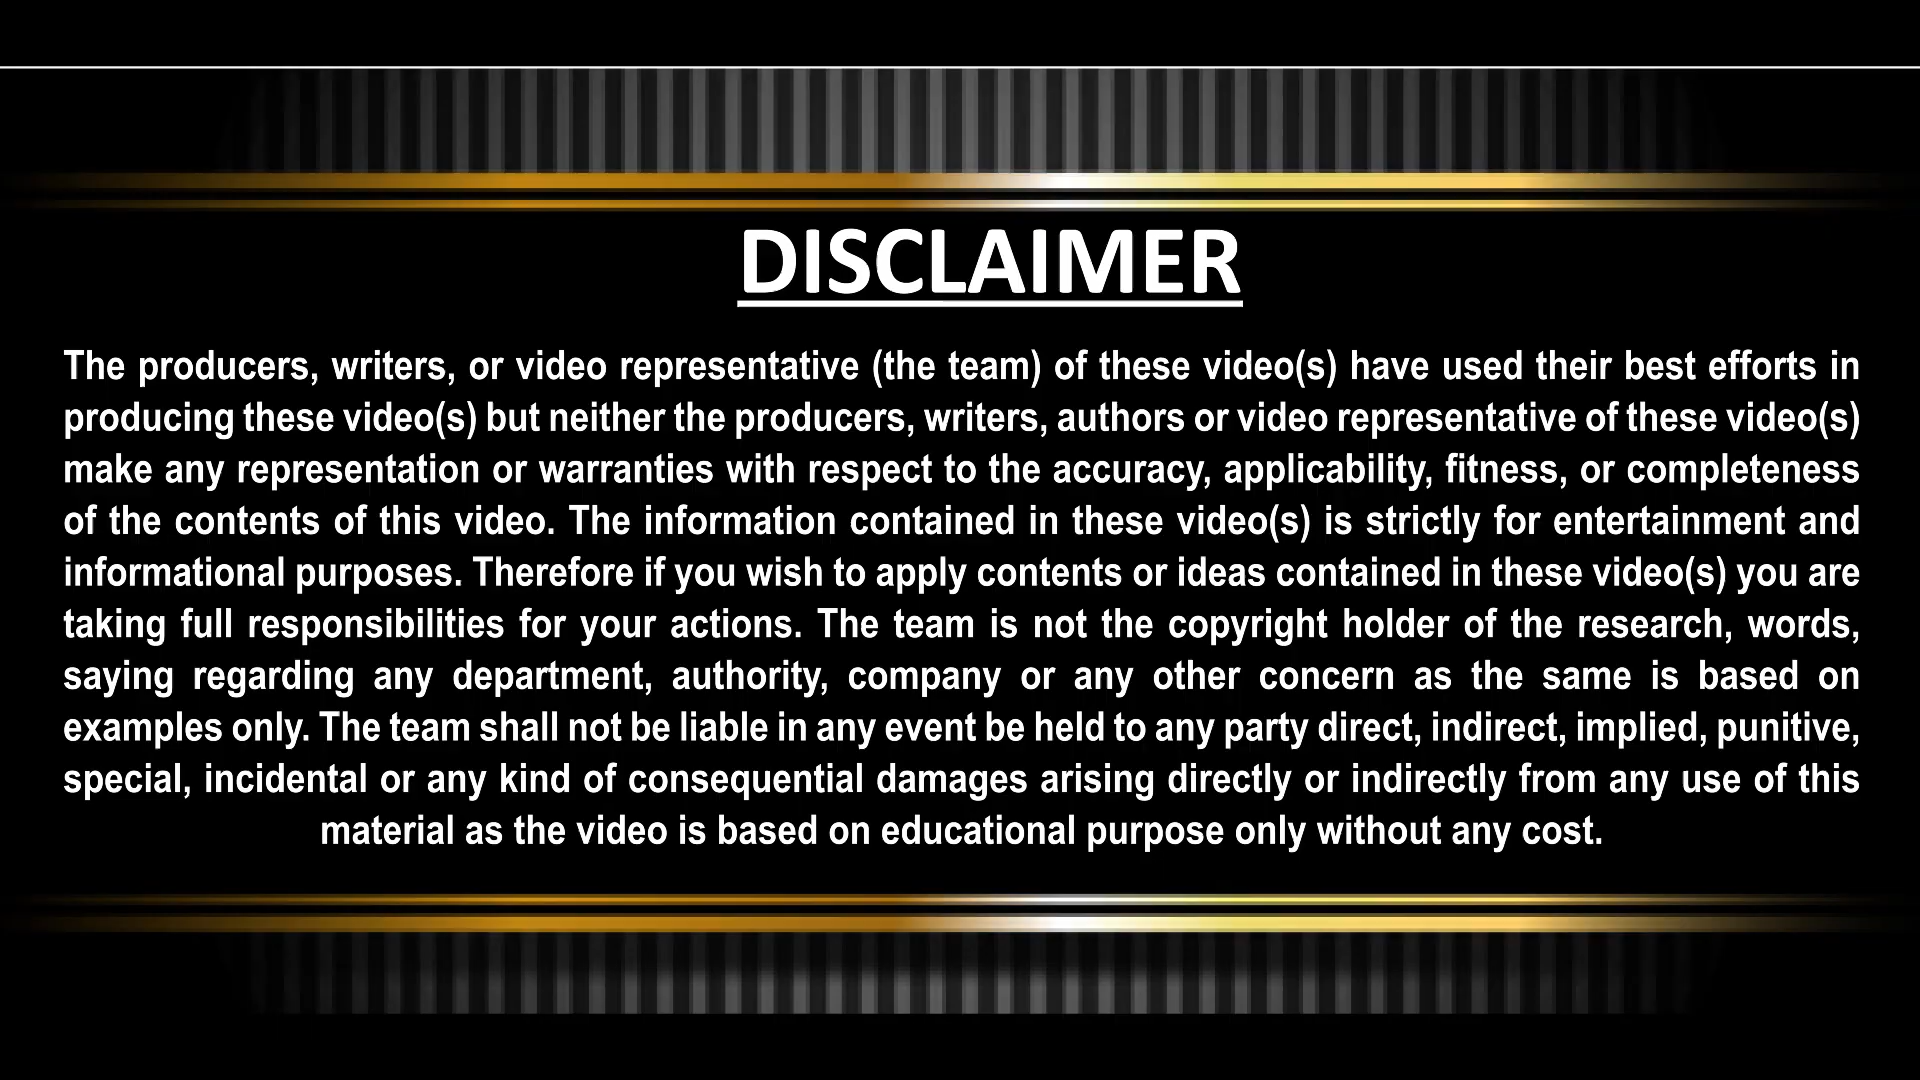 DISCLAIMER
The producers, writers, or video representative (the team) of these video(s) have used their best efforts in
producing these video(s) but neither the producers, writers, authors or video representative of these video(s)
make any representation or warranties with respect to the accuracy, applicability, fitness, or completeness
of the contents of this video. The information contained in these video(s) is strictly for entertainment and
informational purposes. Therefore if you wish to apply contents or ideas contained in these video(s) you are
taking full responsibilities for your actions. The team is not the copyright holder of the research, words,
saying regarding any department, authority, company or any other concern as the same is based on
examples only. The team shall not be liable in any event be held to any party direct, indirect, implied, punitive,
special, incidental or any kind of consequential damages arising directly or indirectly from any use of this
material as the video is based on educational purpose only without any cost.